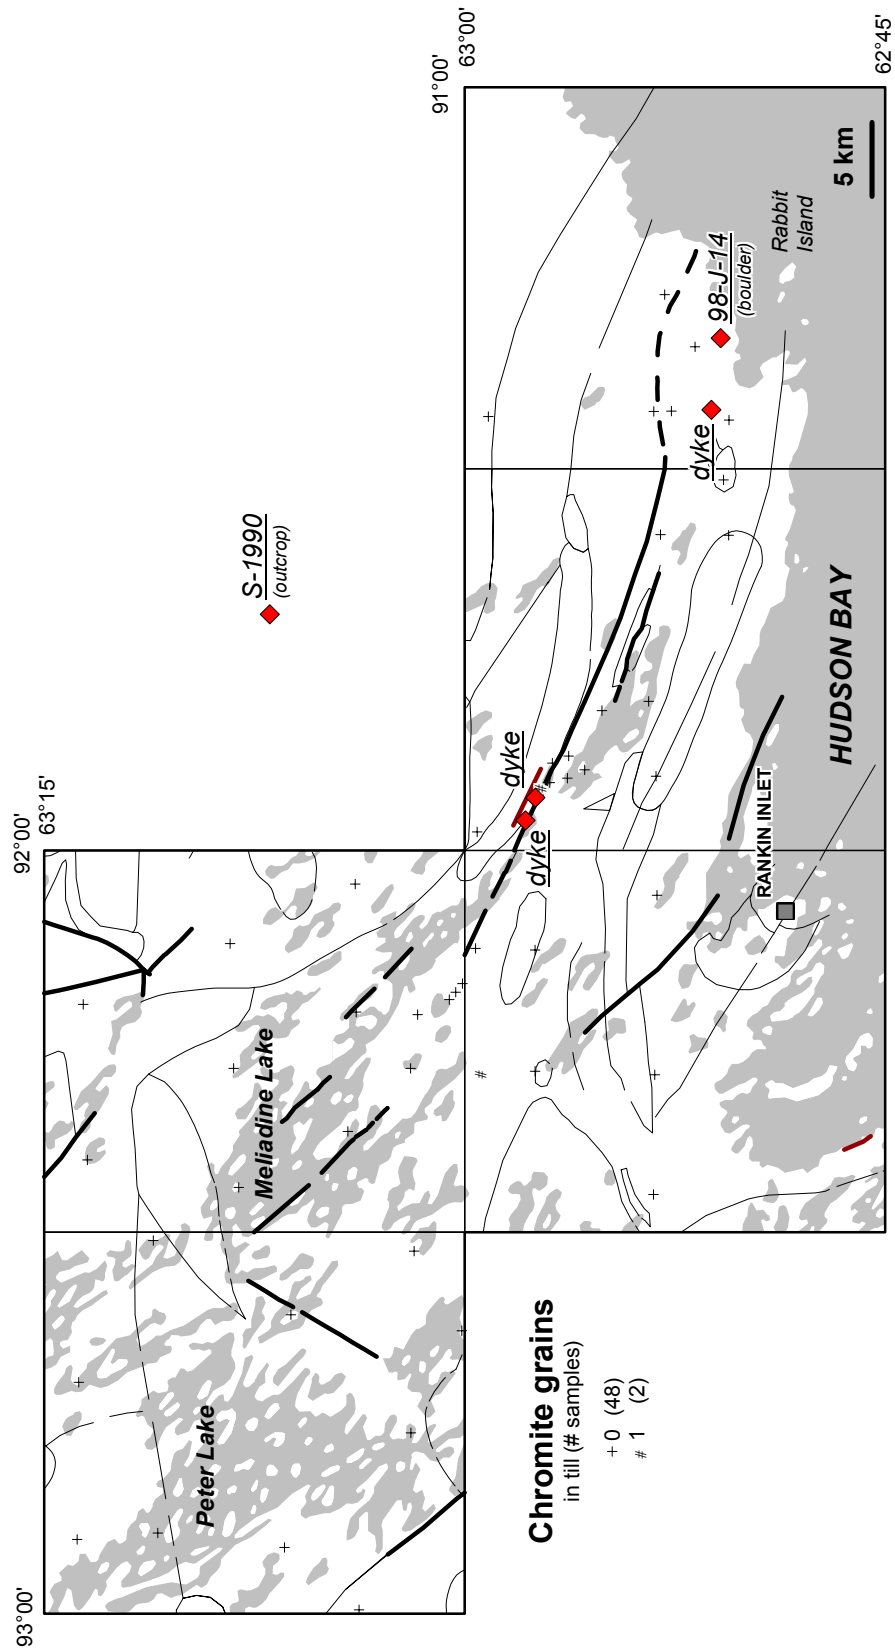 93°00'
92°00'
63°15'
91°00'
63°00'
62°45'
S-1990
(outcrop)
Peter Lake
Meliadine Lake
dyke
dyke
dyke
98-J-14
(boulder)
Rabbit
Island
RANKIN INLET
HUDSON BAY
5 km
Chromite grains
in till (# samples)
+ 0 (48)
# 1 (2)
#
#